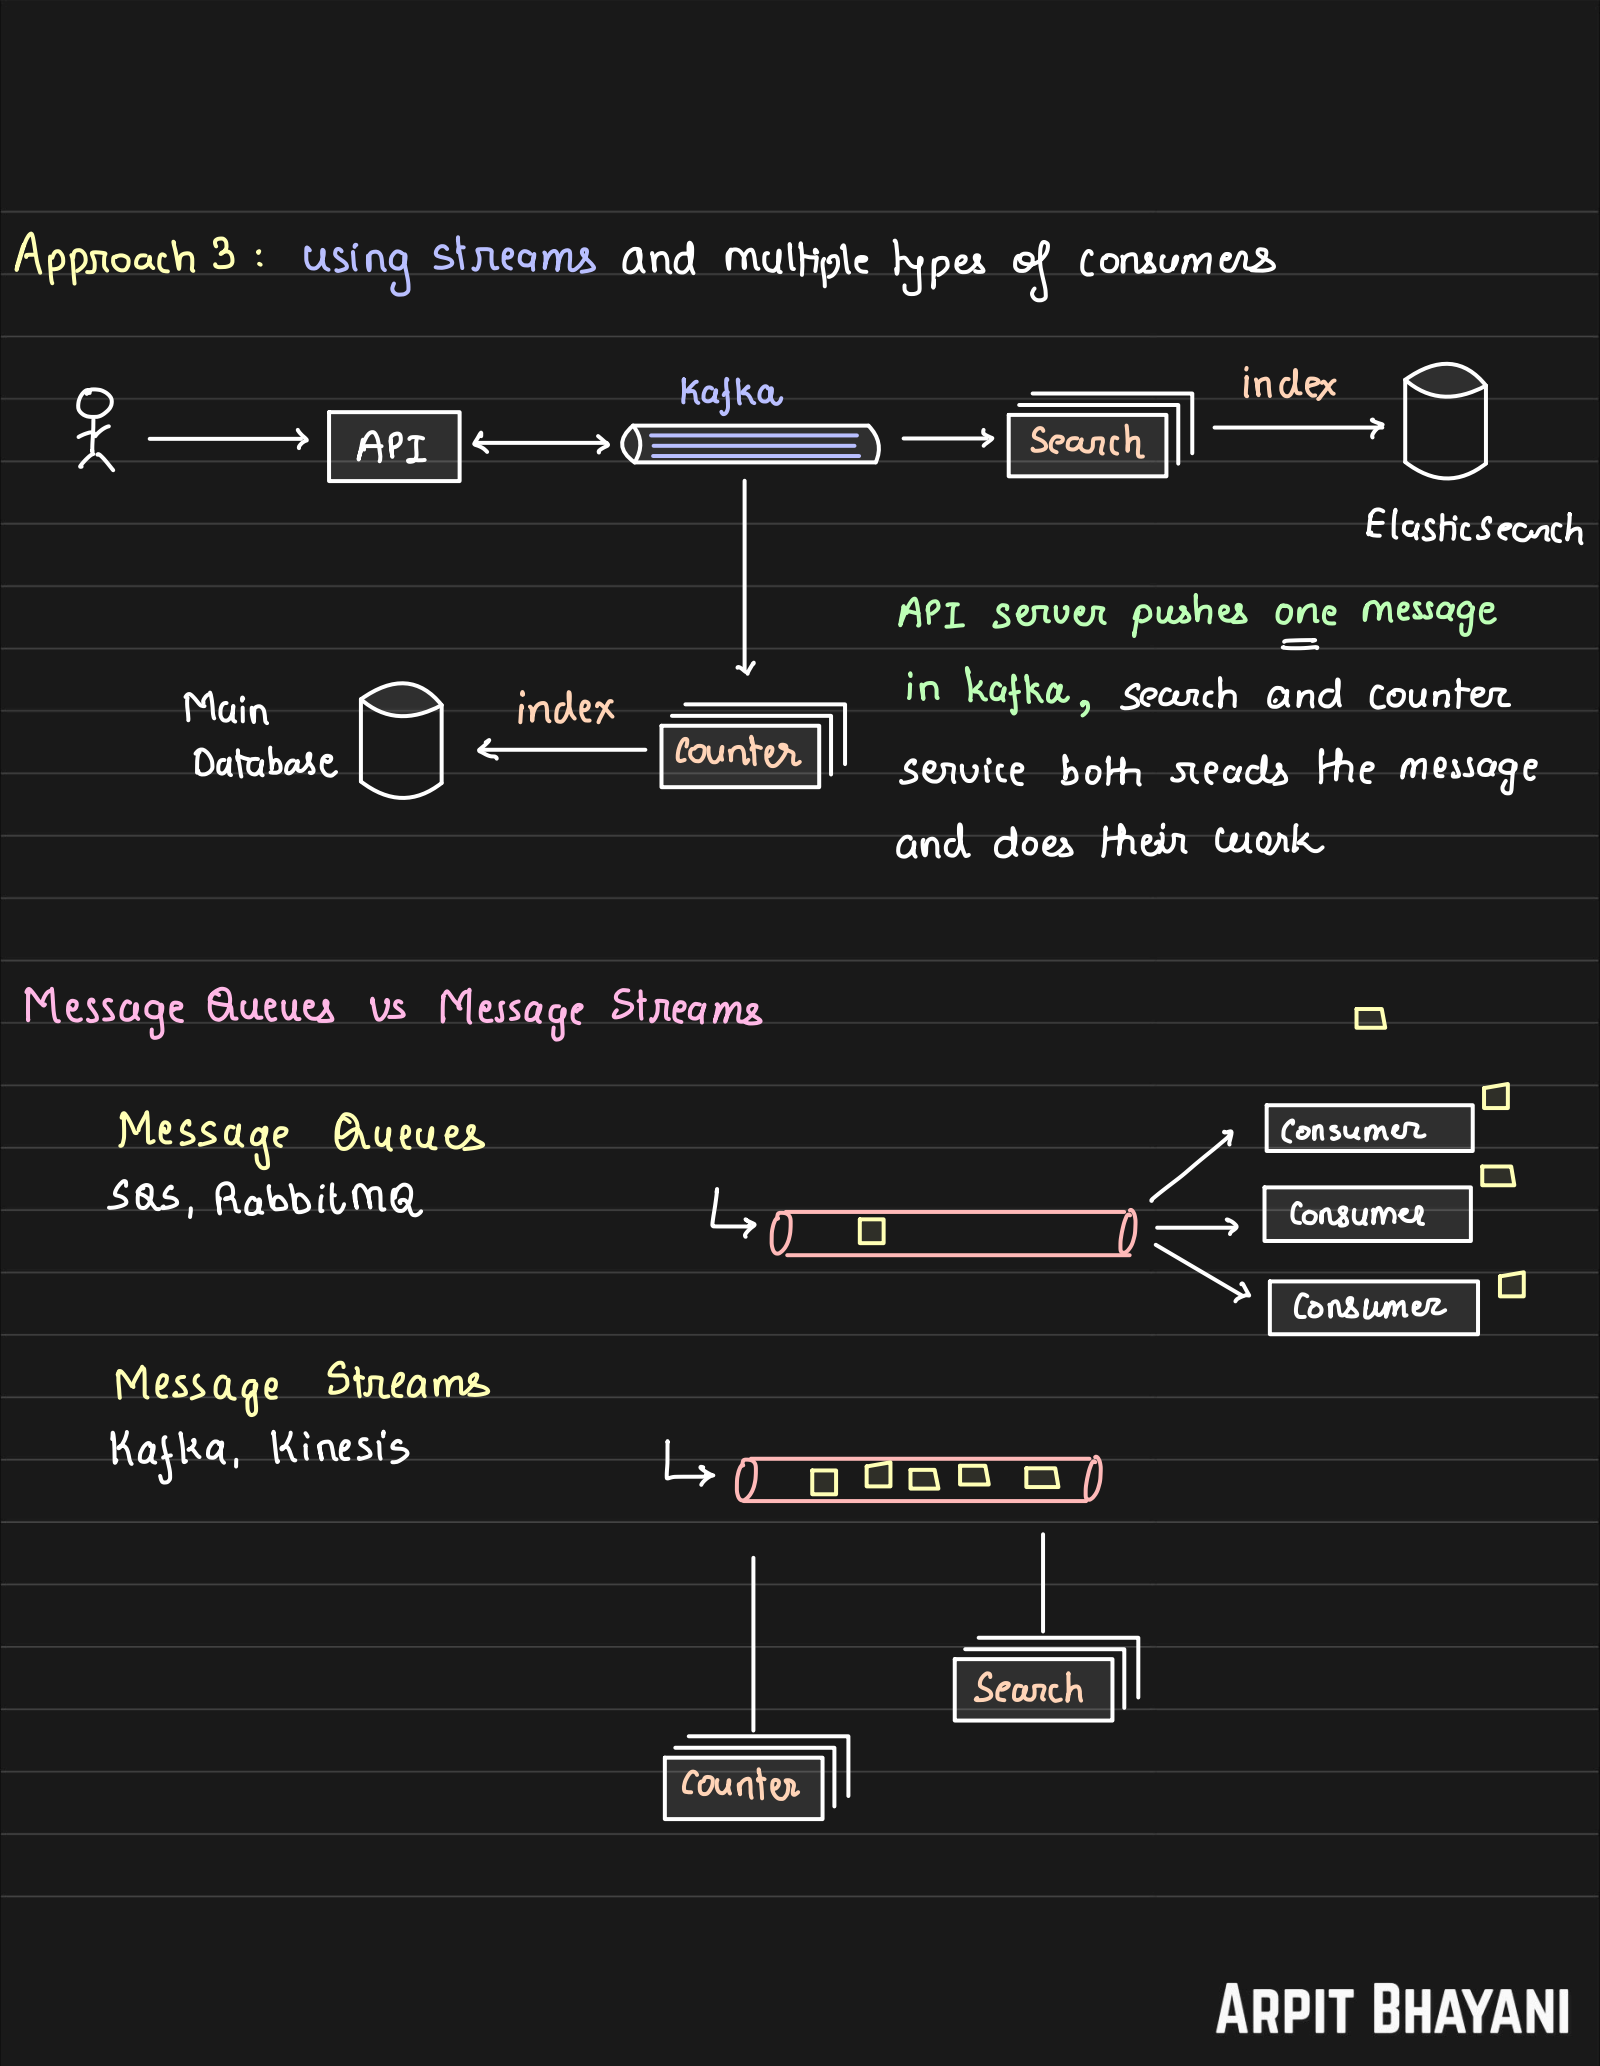 Approach 3 : using streams and multiple types of consumers
Kafka
index
API
Search
Elasticsearch
API server pushes one message
in kafka, search and counter
service both reads the message
and does their work
Main
Database
index
Counter
Message Queues vs Message Streams
Message Queues
SQS, RabbitMQ
Consumer
Consumer
Consumer
Message Streams
Kafka, Kinesis
Search
Counter
ARPIT BHAYANI